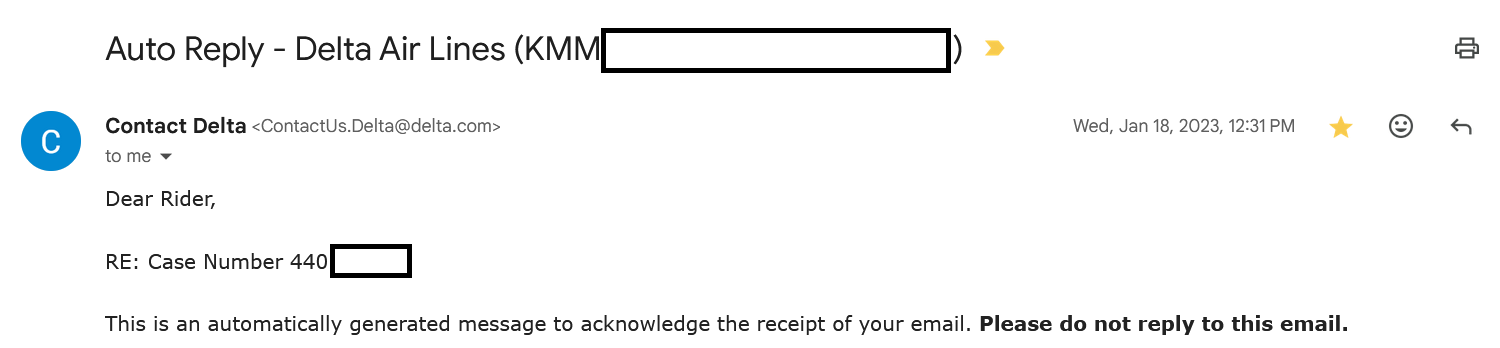 Auto Reply - Delta Air Lines (KMM )
Contact Delta <ContactUs.Delta@delta.com>
Wed, Jan 18, 2023, 12:31 PM
C
to me
Dear Rider,
RE: Case Number 440
This is an automatically generated message to acknowledge the receipt of your email. Please do not reply to this email.